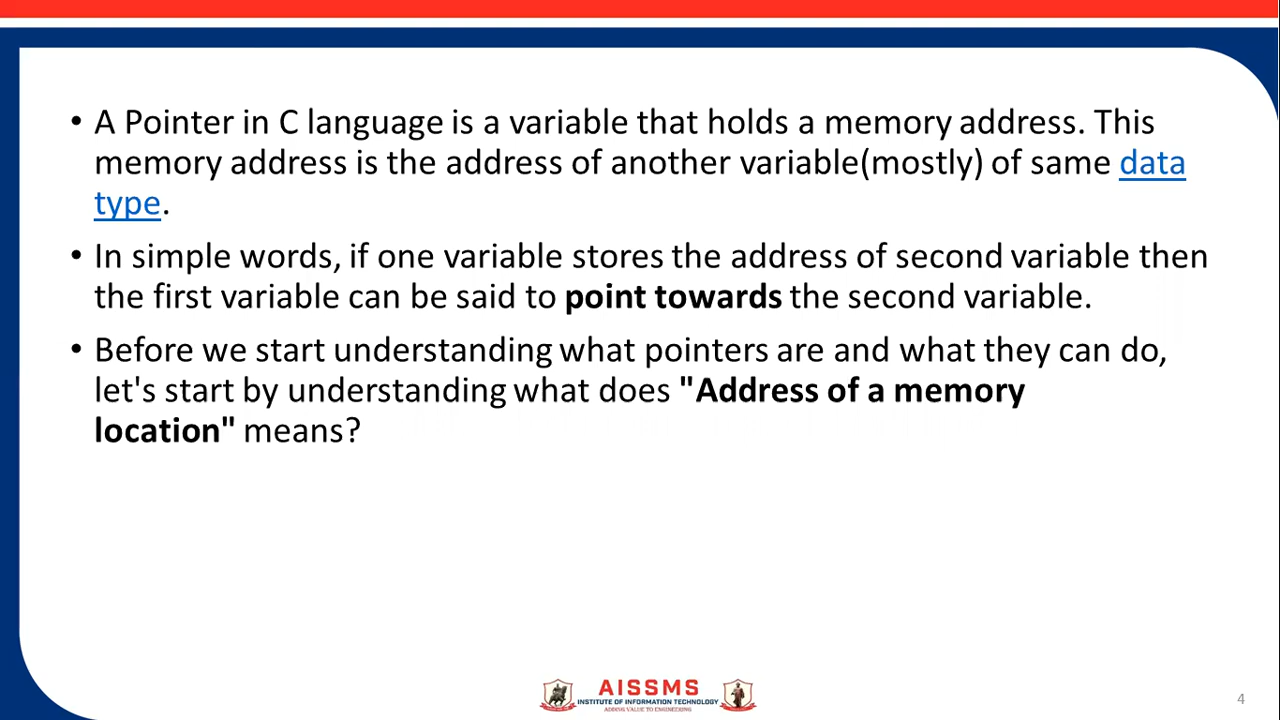 • A Pointer in C language is a variable that holds a memory address. This
memory address is the address of another variable(mostly) of same data
type.
• In simple words, if one variable stores the address of second variable then
the first variable can be said to point towards the second variable.
• Before we start understanding what pointers are and what they can do,
let's start by understanding what does "Address of a memory
location" means?
AISSMS
INSTITUTE OF INFORMATION TECHNOLOGY
ADDING VALUE TO ENGINEERING
4